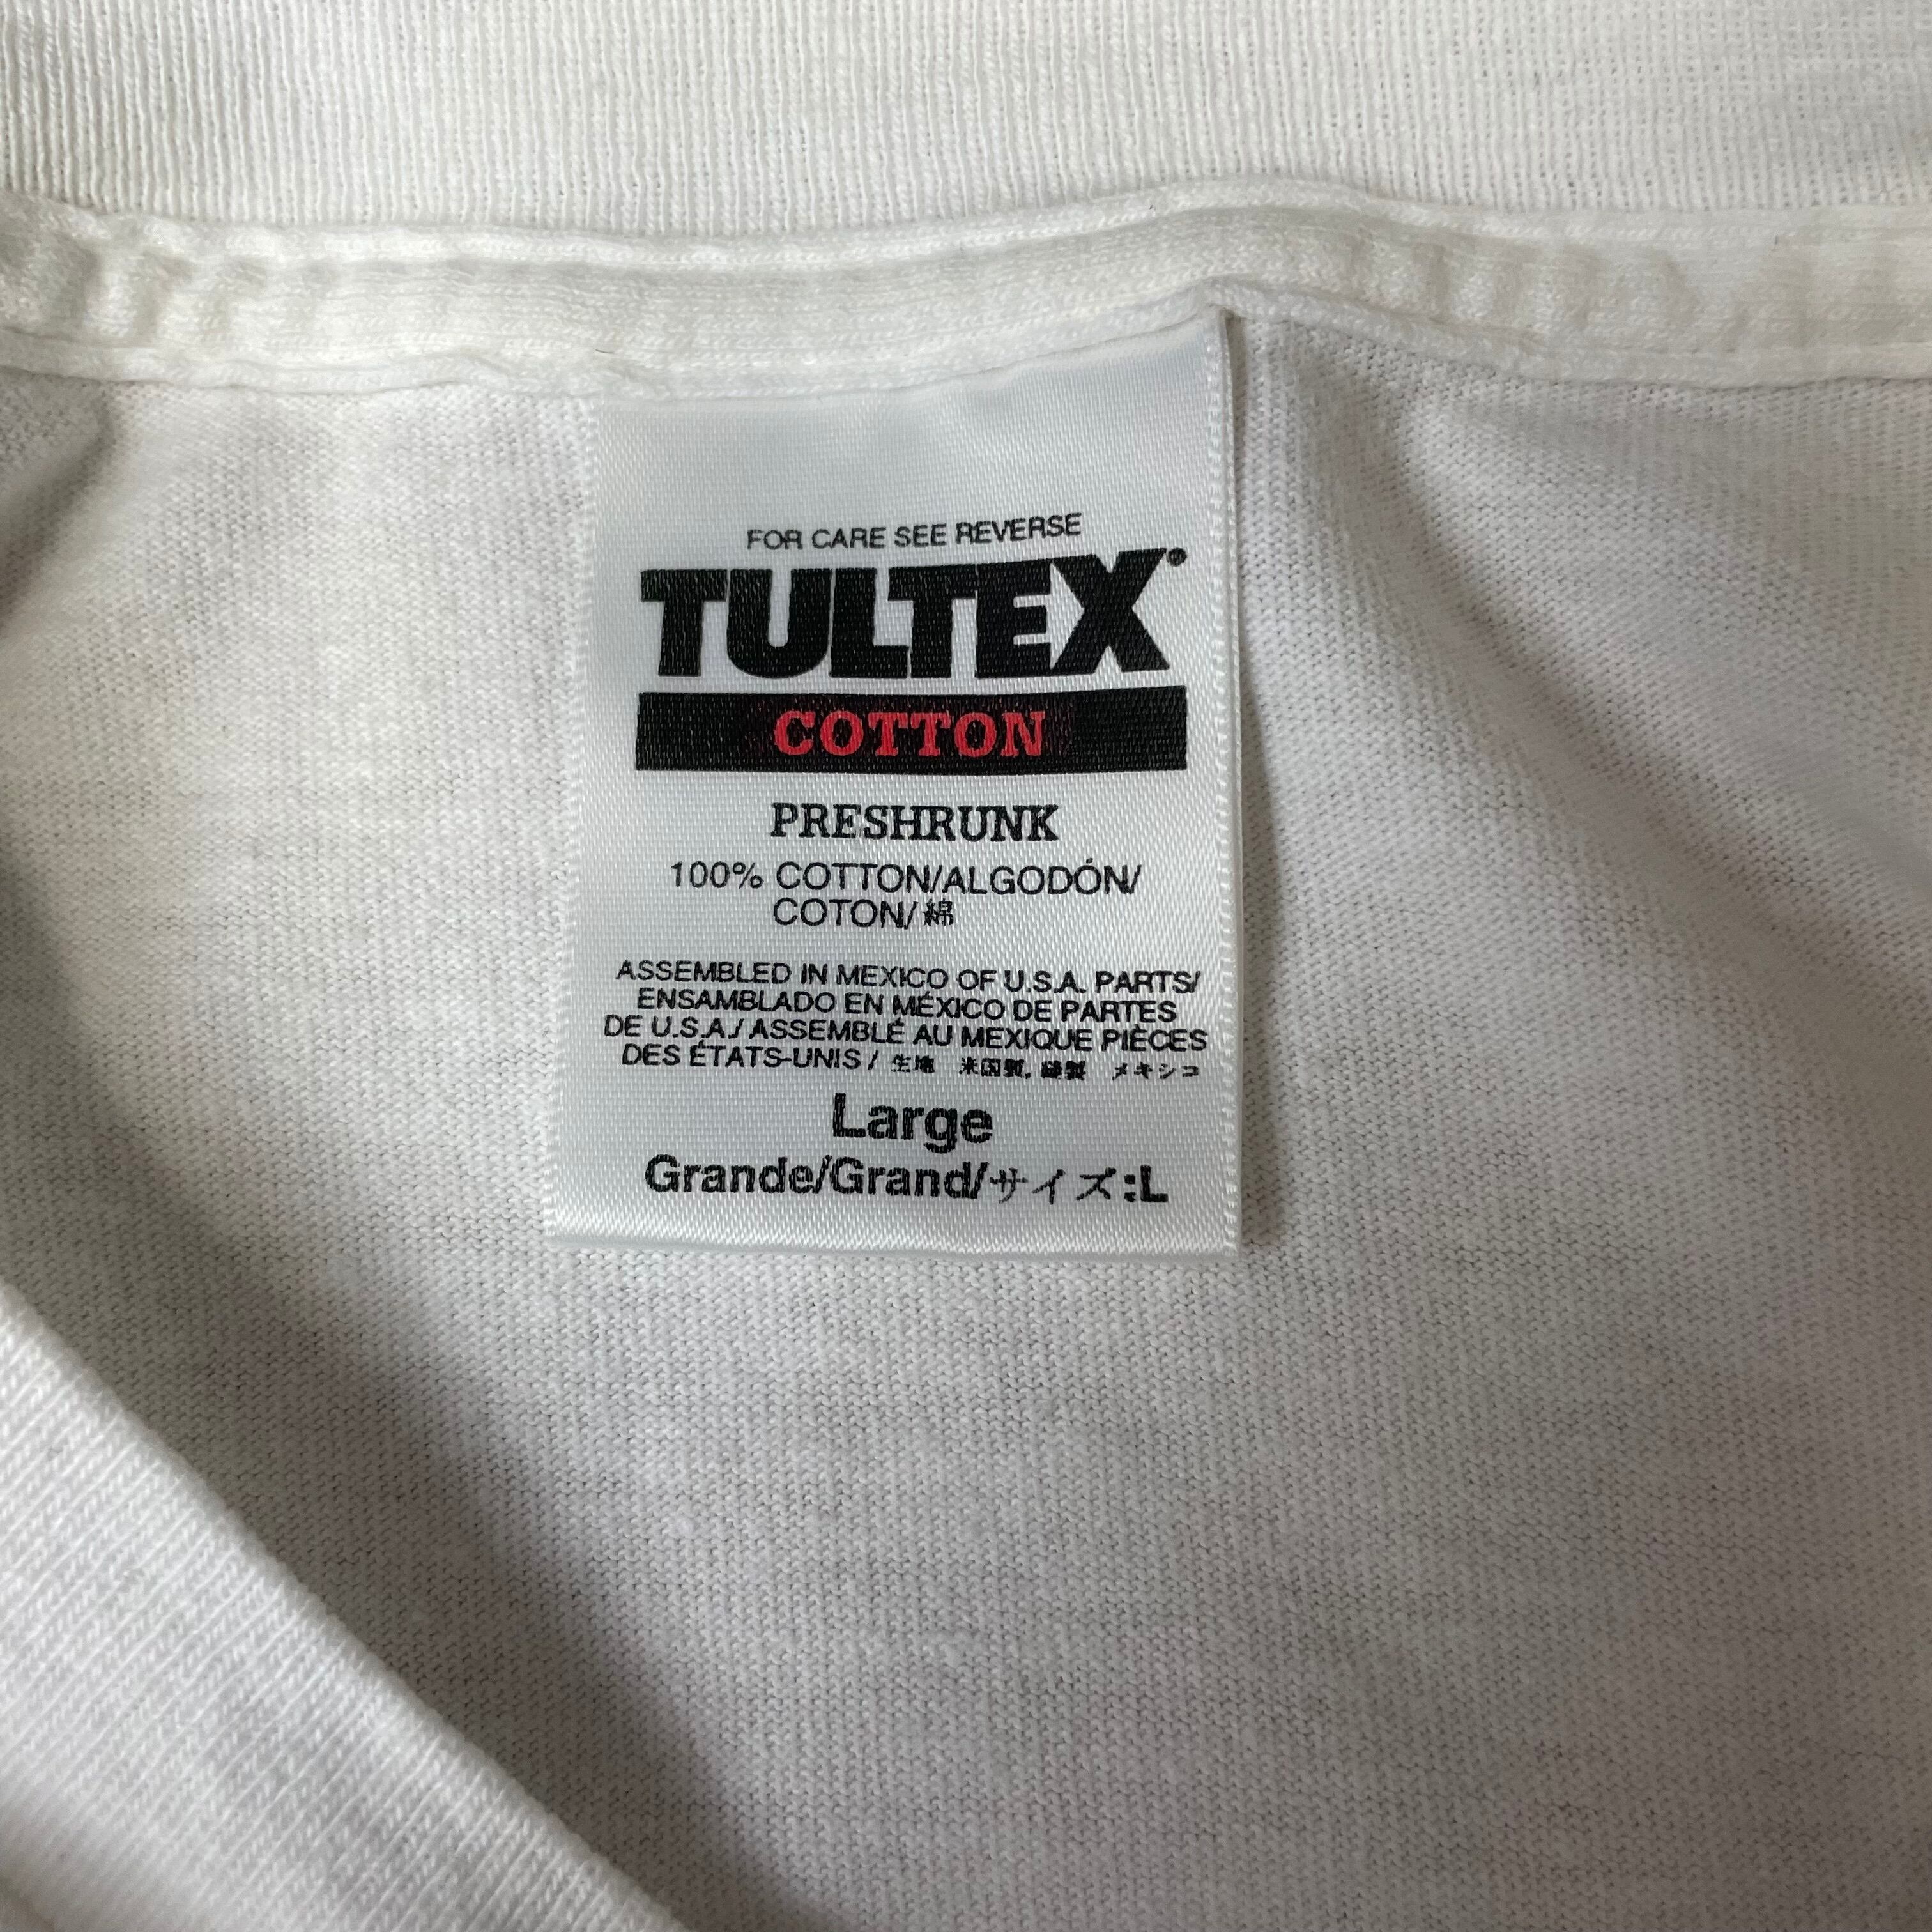 FOR CARE SEE REVERSE
TULTEX®
COTTON
PRESHRUNK
100% COTTON/ALGODÓN/
COTON/ 綿
ASSEMBLED IN MEXICO OF U.S.A. PARTS/
ENSAMBLADO EN MÉXICO DE PARTES
DE U.S.A./ ASSEMBLÉ AU MEXIQUE PIÈCES
DES ÉTATS-UNIS / 生地 米国製, 縫製 メキシコ
Large
Grande/Grand/サイズ:L